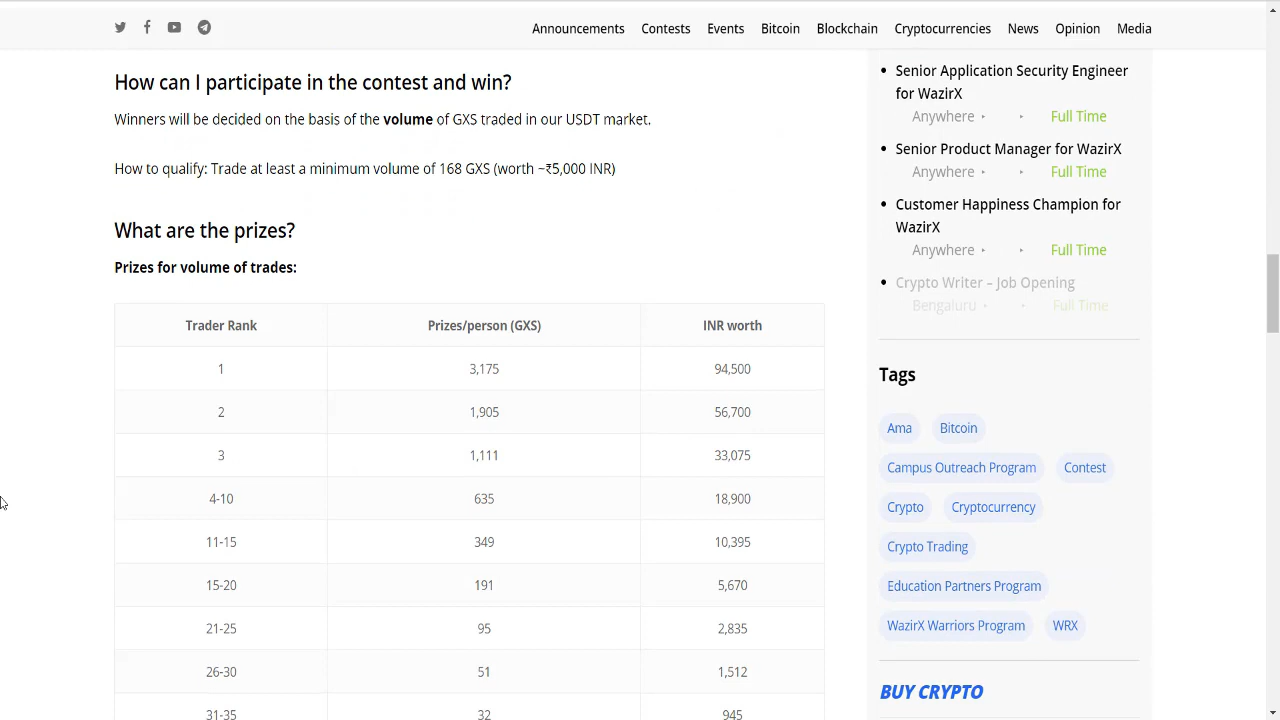 Announcements Contests Events Bitcoin Blockchain Cryptocurrencies News Opinion Media
How can I participate in the contest and win?
Winners will be decided on the basis of the volume of GXS traded in our USDT market.
How to qualify: Trade at least a minimum volume of 168 GXS (worth ~₹5,000 INR)
What are the prizes?
Prizes for volume of trades:
Trader Rank Prizes/person (GXS) INR worth
1 3,175 94,500
2 1,905 56,700
3 1,111 33,075
4-10 635 18,900
11-15 349 10,395
15-20 191 5,670
21-25 95 2,835
26-30 51 1,512
31-35 32 945
Senior Application Security Engineer
for WazirX
Anywhere Full Time
Senior Product Manager for WazirX
Anywhere Full Time
Customer Happiness Champion for
WazirX
Anywhere Full Time
Crypto Writer – Job Opening
Bengaluru Full Time
Tags
Ama Bitcoin
Campus Outreach Program Contest
Crypto Cryptocurrency
Crypto Trading
Education Partners Program
WazirX Warriors Program WRX
BUY CRYPTO